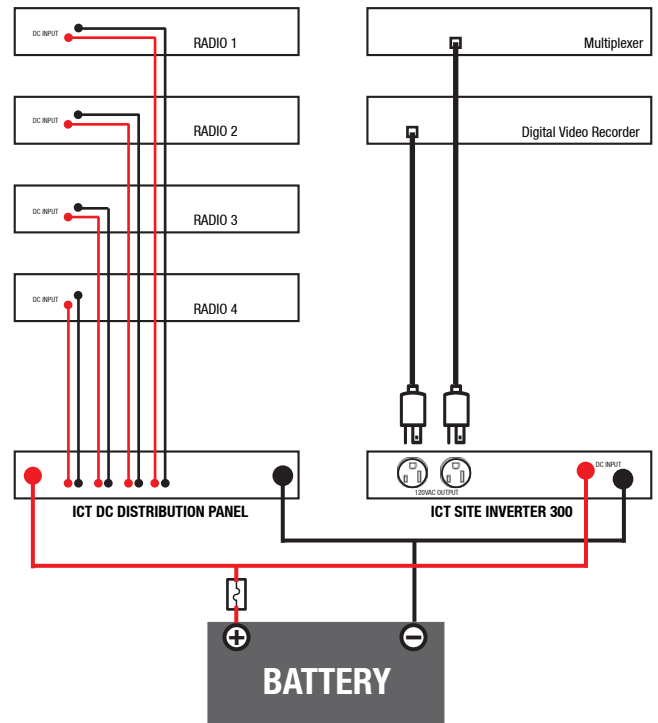 DC INPUT
RADIO 1
DC INPUT
RADIO 2
DC INPUT
RADIO 3
DC INPUT
RADIO 4
ICT DC DISTRIBUTION PANEL
Multiplexer
Digital Video Recorder
DC INPUT
120VAC OUTPUT
ICT SITE INVERTER 300
+
−
BATTERY